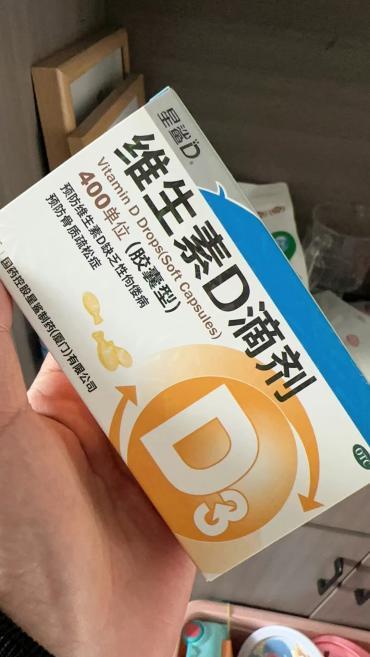 星鲨D®
维生素D滴剂
(胶囊型)
Vitamin D Drops(Soft Capsules)
400单位
预防维生素D缺乏性佝偻病
预防骨质疏松症
国药控股星鲨制药(厦门)有限公司
D3
OTC